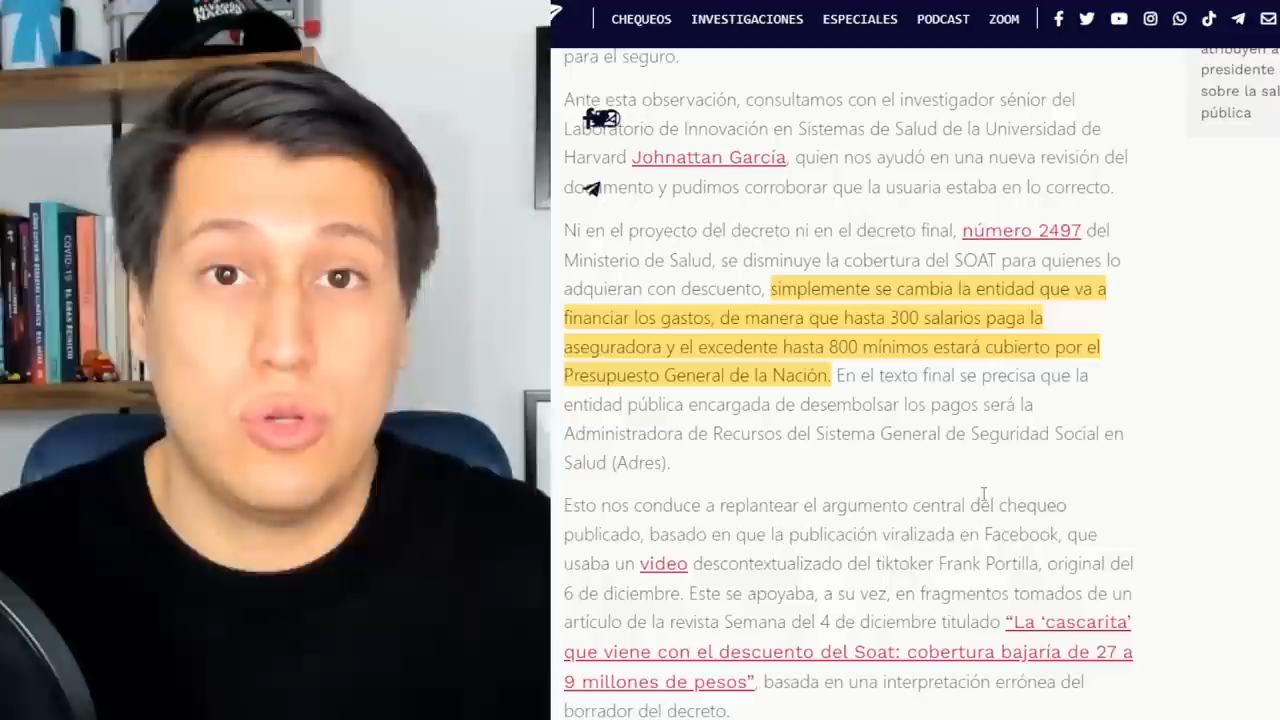 SALVACIÓN
NACION
COVID-19
EL GRAN REINICIO
CHEQUEOS INVESTIGACIONES ESPECIALES PODCAST ZOOM
atribuyen a
presidente
sobre la sal
pública
para el seguro.
Ante esta observación, consultamos con el investigador sénior del
Laboratorio de Innovación en Sistemas de Salud de la Universidad de
Harvard Johnattan García, quien nos ayudó en una nueva revisión del
documento y pudimos corroborar que la usuaria estaba en lo correcto.
Ni en el proyecto del decreto ni en el decreto final, número 2497 del
Ministerio de Salud, se disminuye la cobertura del SOAT para quienes lo
adquieran con descuento, simplemente se cambia la entidad que va a
financiar los gastos, de manera que hasta 300 salarios paga la
aseguradora y el excedente hasta 800 mínimos estará cubierto por el
Presupuesto General de la Nación. En el texto final se precisa que la
entidad pública encargada de desembolsar los pagos será la
Administradora de Recursos del Sistema General de Seguridad Social en
Salud (Adres).
Esto nos conduce a replantear el argumento central del chequeo
publicado, basado en que la publicación viralizada en Facebook, que
usaba un video descontextualizado del tiktoker Frank Portilla, original del
6 de diciembre. Este se apoyaba, a su vez, en fragmentos tomados de un
artículo de la revista Semana del 4 de diciembre titulado “La ‘cascarita’
que viene con el descuento del Soat: cobertura bajaría de 27 a
9 millones de pesos”, basada en una interpretación errónea del
borrador del decreto.